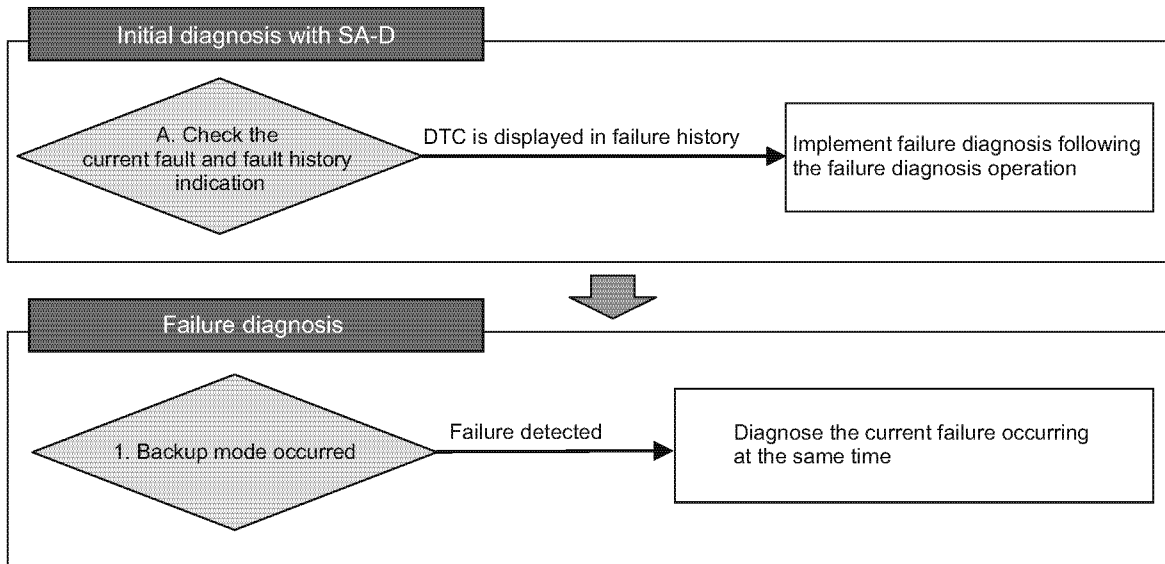 Initial diagnosis with SA-D
A. Check the
current fault and fault history
indication
DTC is displayed in failure history
Implement failure diagnosis following
the failure diagnosis operation
Failure diagnosis
1. Backup mode occurred
Failure detected
Diagnose the current failure occurring
at the same time